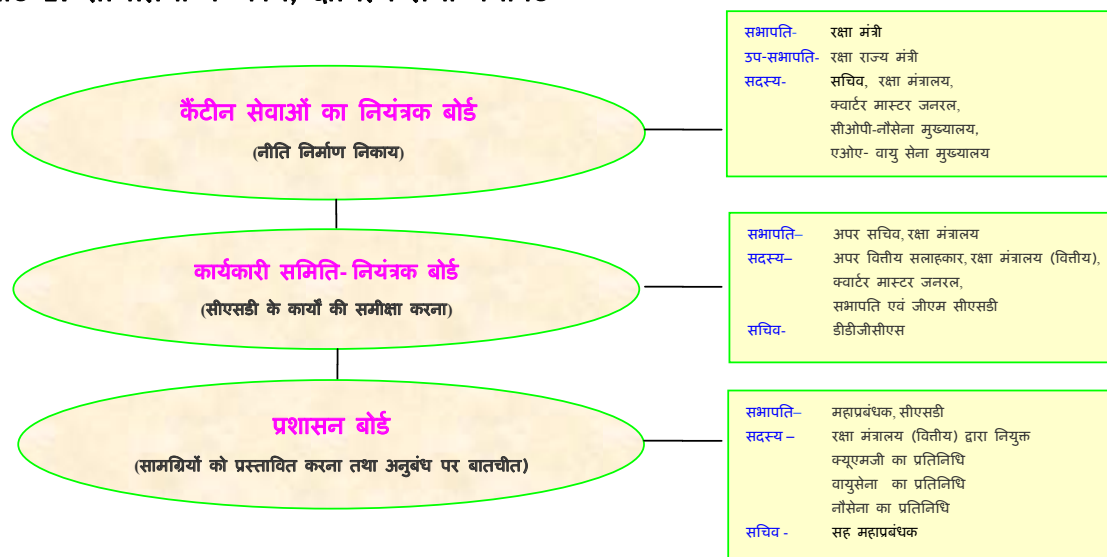 कैंटीन सेवाओं का नियंत्रक बोर्ड
(नीति निर्माण निकाय)
सभापति- रक्षा मंत्री
उप-सभापति- रक्षा राज्य मंत्री
सदस्य- सचिव, रक्षा मंत्रालय,
क्वार्टर मास्टर जनरल,
सीओपी-नौसेना मुख्यालय,
एओए- वायु सेना मुख्यालय
कार्यकारी समिति- नियंत्रक बोर्ड
(सीएसडी के कार्यों की समीक्षा करना)
सभापति– अपर सचिव, रक्षा मंत्रालय
सदस्य– अपर वित्तीय सलाहकार, रक्षा मंत्रालय (वित्तीय),
क्वार्टर मास्टर जनरल,
सभापति एवं जीएम सीएसडी
सचिव- डीडीजीसीएस
प्रशासन बोर्ड
(सामग्रियों को प्रस्तावित करना तथा अनुबंध पर बातचीत)
सभापति– महाप्रबंधक, सीएसडी
सदस्य – रक्षा मंत्रालय (वित्तीय) द्वारा नियुक्त
क्यूएमजी का प्रतिनिधि
वायुसेना का प्रतिनिधि
नौसेना का प्रतिनिधि
सचिव - सह महाप्रबंधक